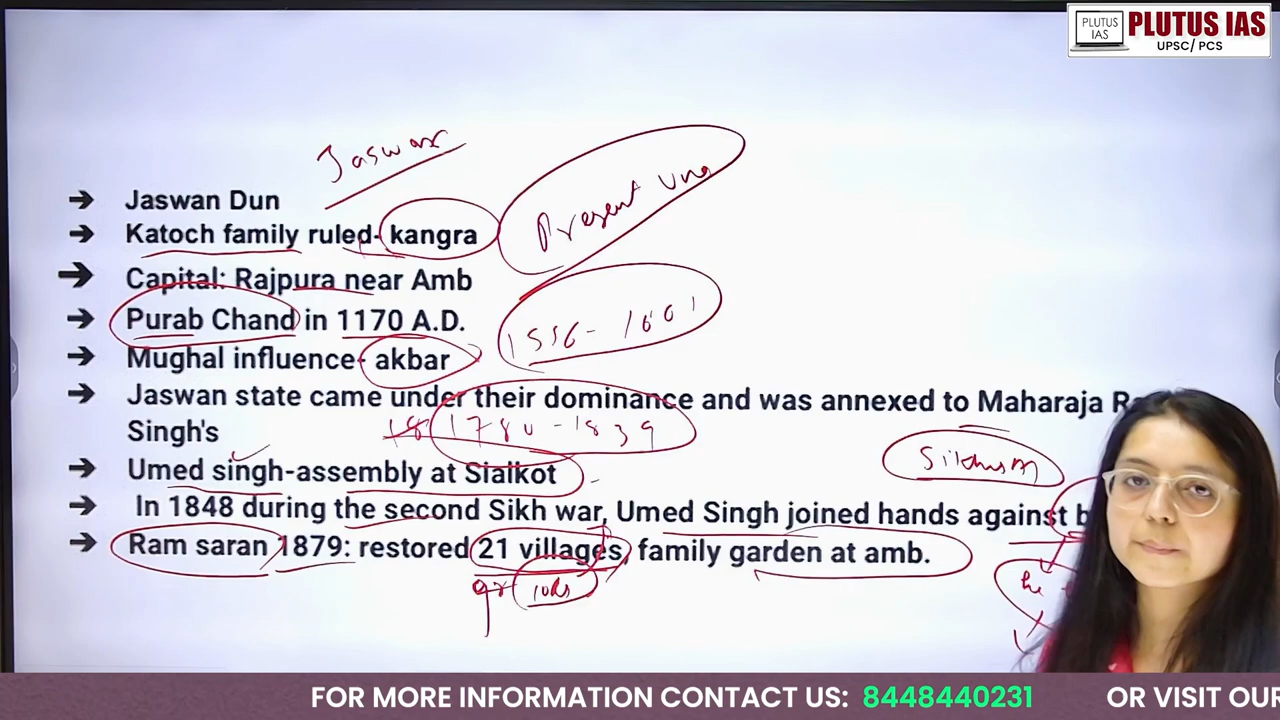 PLUTUS IAS
PLUTUS IAS
UPSC/ PCS
Jaswan
Present Una
→ Jaswan Dun
→ Katoch family ruled- kangra
→ Capital: Rajpura near Amb
→ Purab Chand in 1170 A.D.
→ Mughal influence- akbar
→ Jaswan state came under their dominance and was annexed to Maharaja
Singh's
1780-1839
→ Umed singh-assembly at Sialkot
→ In 1848 during the second Sikh war, Umed Singh joined hands against
→ Ram saran 1879: restored 21 villages, family garden at amb.
he
FOR MORE INFORMATION CONTACT US: 8448440231 OR VISIT OUR